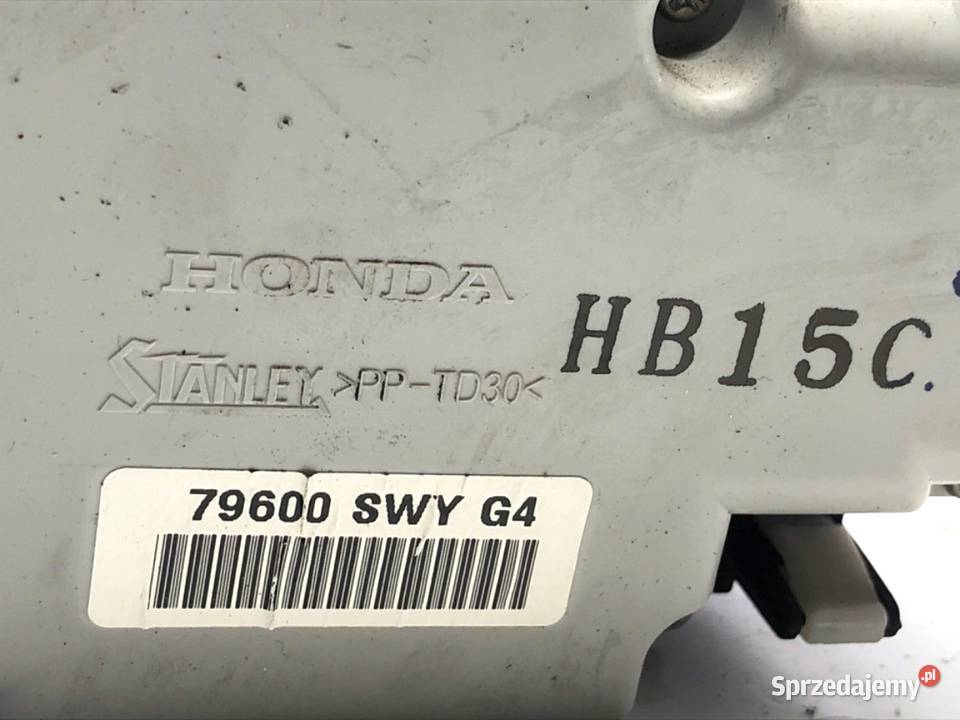 HONDA
HB15C.
STANLEY >PP-TD30<
79600 SWY G4
Sprzedajemy.pl